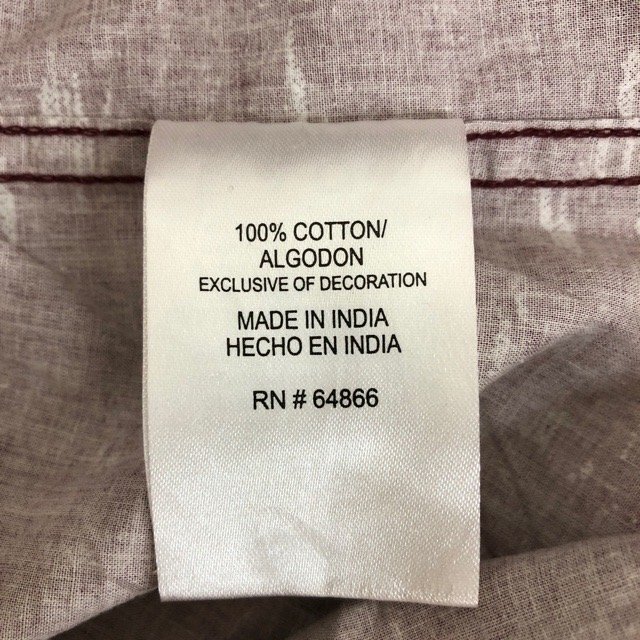 100% COTTON/
ALGODON
EXCLUSIVE OF DECORATION
MADE IN INDIA
HECHO EN INDIA
RN # 64866